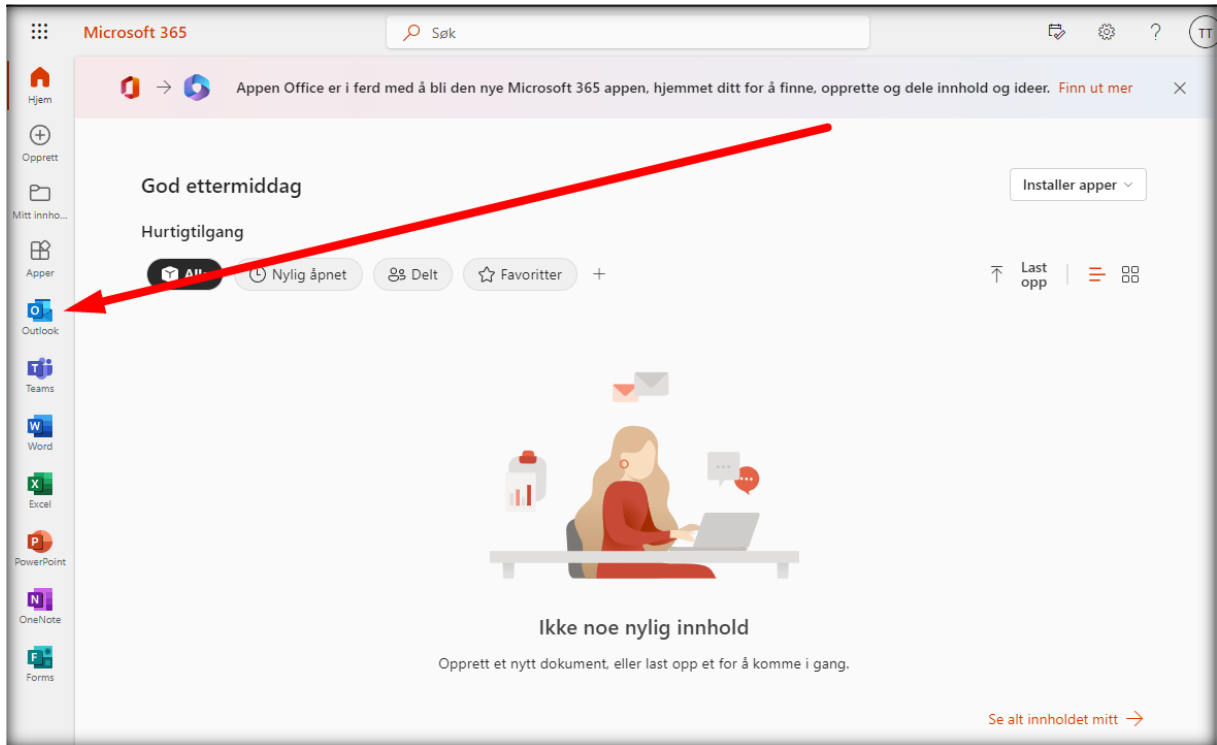 Microsoft 365
Søk
TT
Hjem
Opprett
Mitt innho...
Apper
Outlook
Teams
Word
Excel
PowerPoint
OneNote
Forms
Appen Office er i ferd med å bli den nye Microsoft 365 appen, hjemmet ditt for å finne, opprette og dele innhold og ideer. Finn ut mer
God ettermiddag
Installer apper
Hurtigtilgang
Nylig åpnet
Delt
Favoritter
Last
opp
Ikke noe nylig innhold
Opprett et nytt dokument, eller last opp et for å komme i gang.
Se alt innholdet mitt